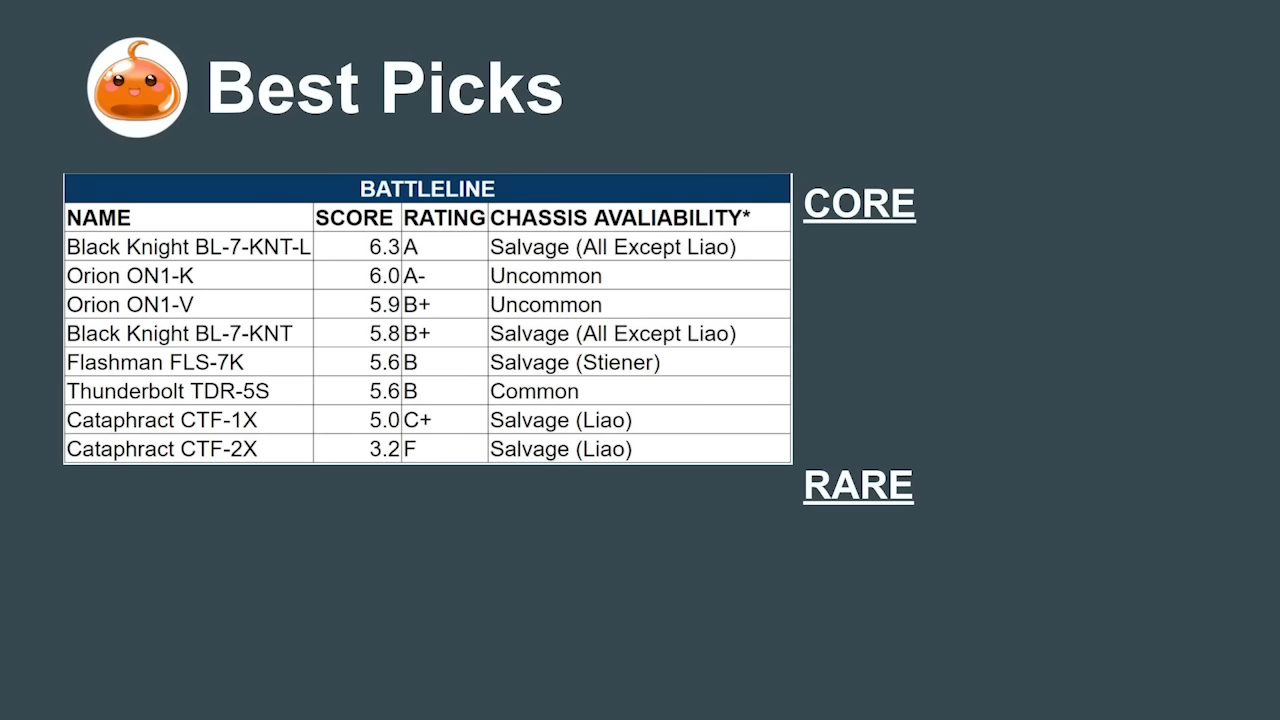 Best Picks
BATTLELINE
NAME SCORE RATING CHASSIS AVALIABILITY*
Black Knight BL-7-KNT-L 6.3 A Salvage (All Except Liao)
Orion ON1-K 6.0 A- Uncommon
Orion ON1-V 5.9 B+ Uncommon
Black Knight BL-7-KNT 5.8 B+ Salvage (All Except Liao)
Flashman FLS-7K 5.6 B Salvage (Stiener)
Thunderbolt TDR-5S 5.6 B Common
Cataphract CTF-1X 5.0 C+ Salvage (Liao)
Cataphract CTF-2X 3.2 F Salvage (Liao)
CORE
RARE